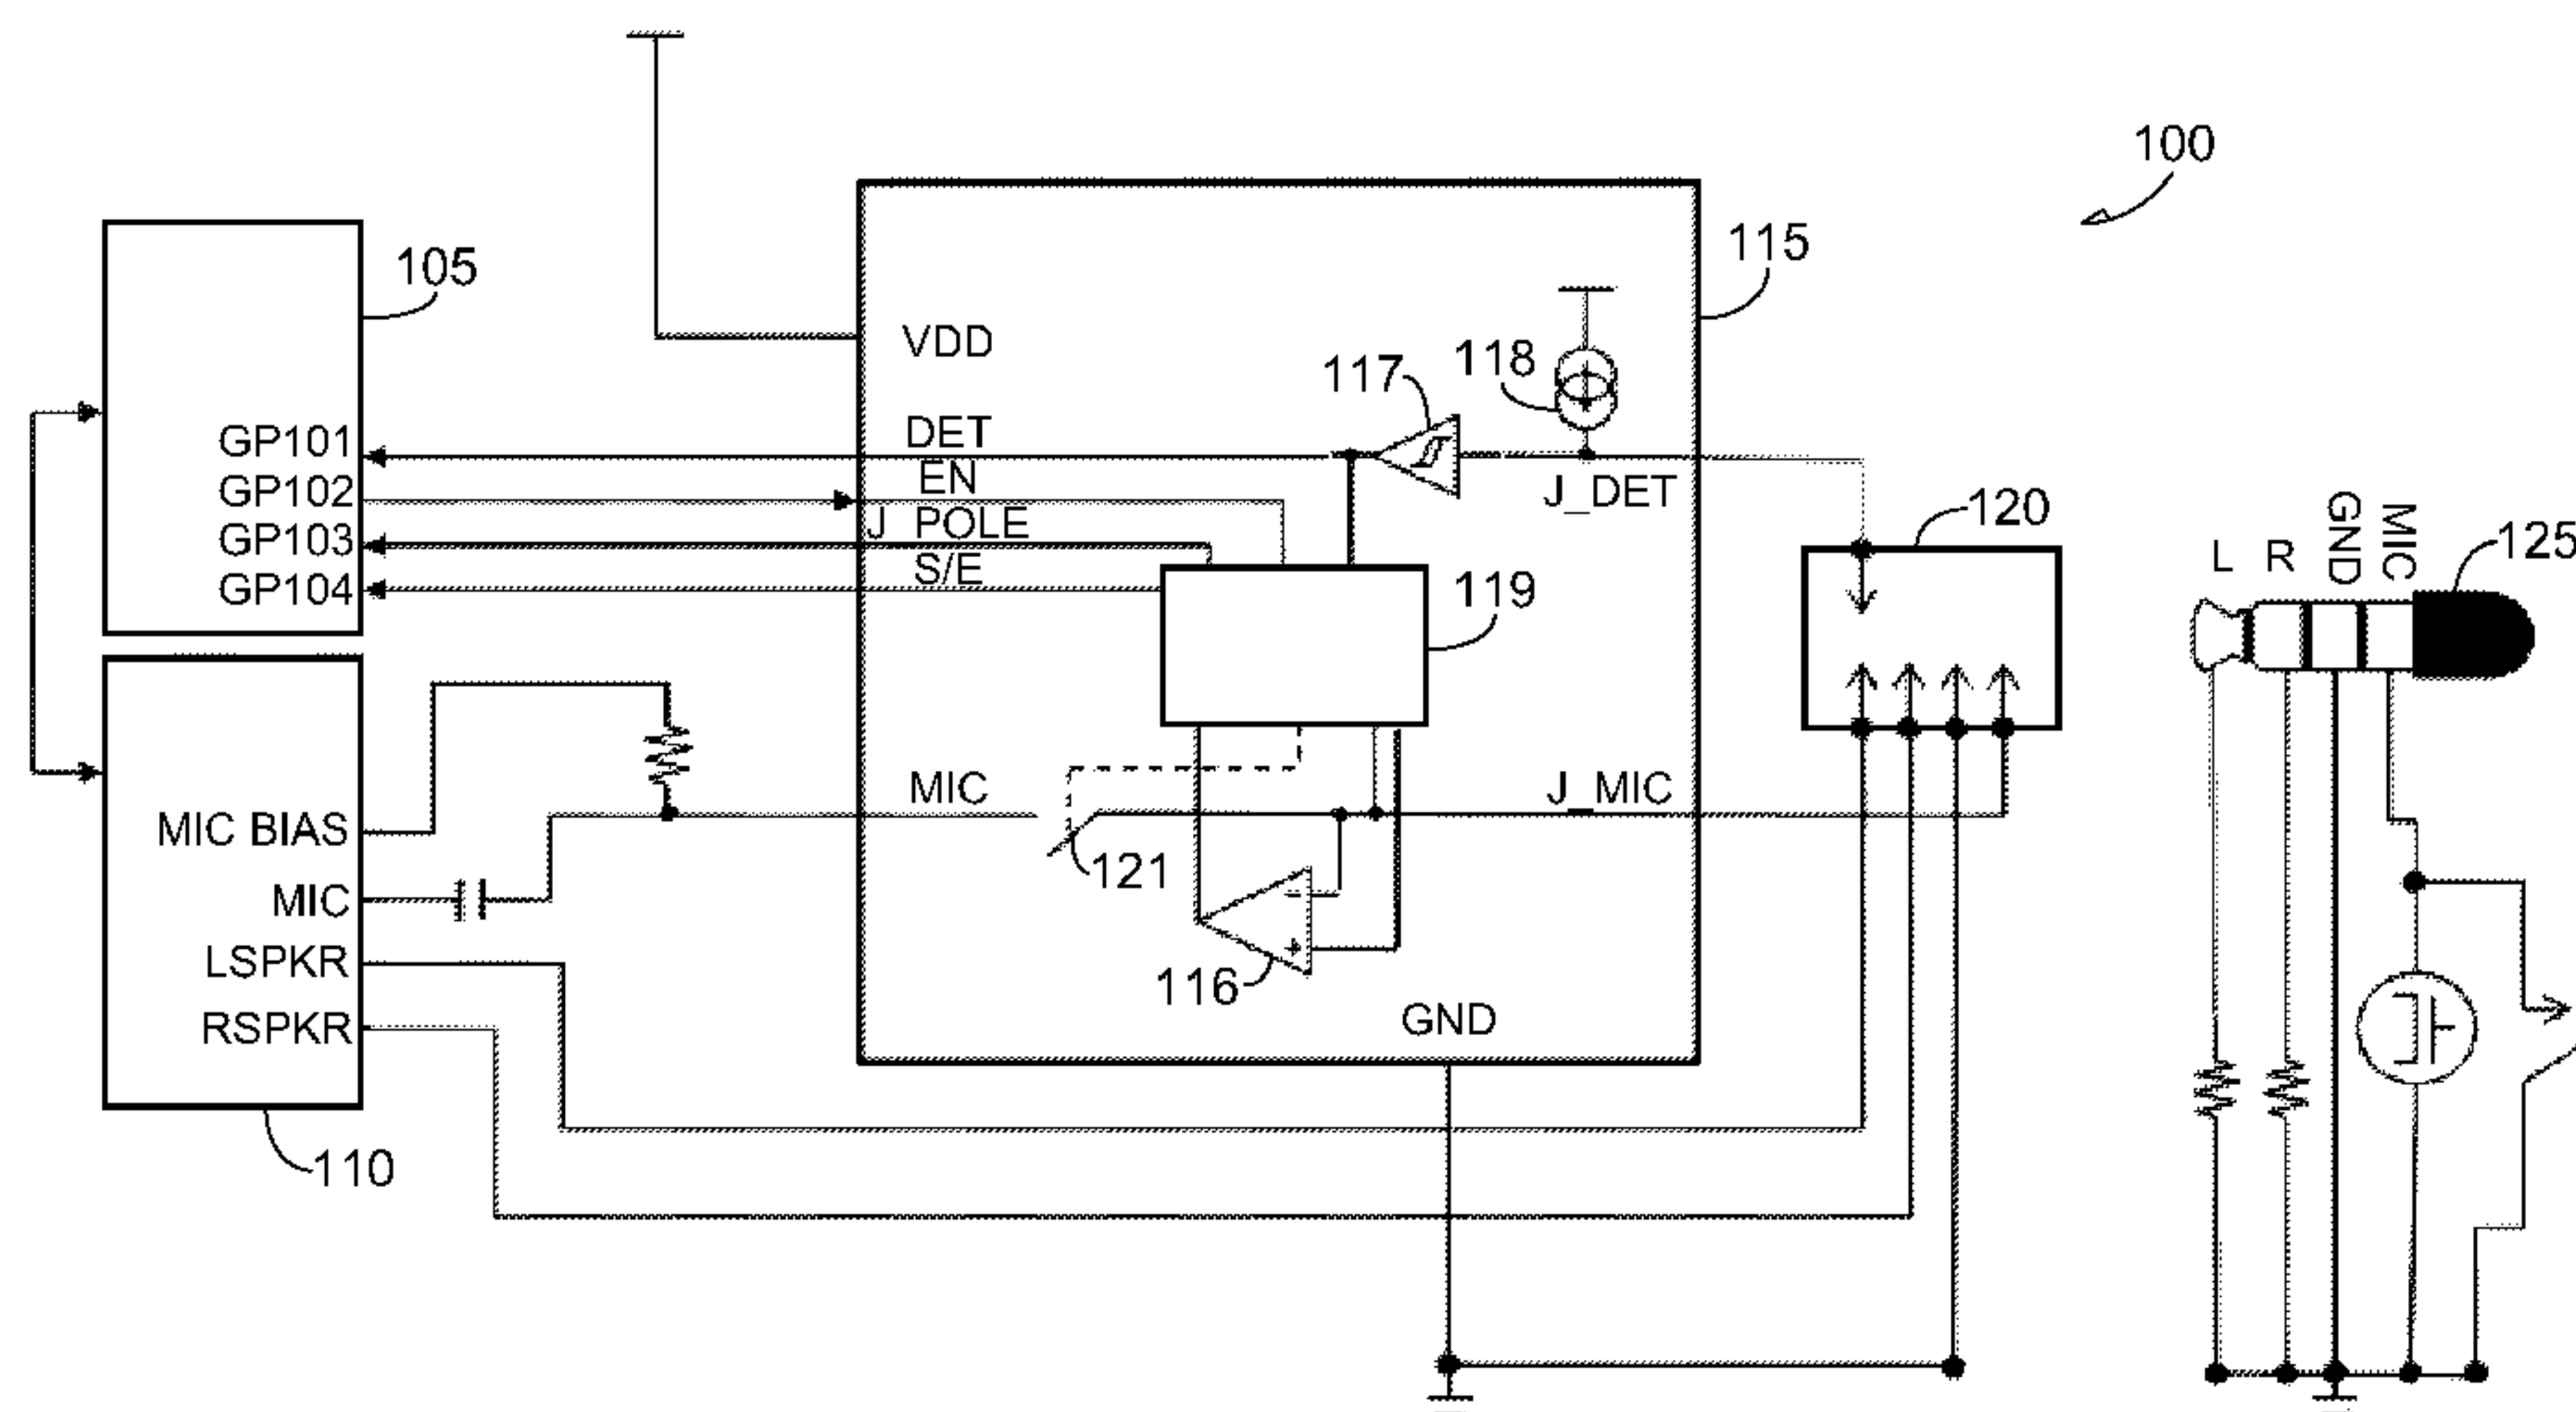 100
105
115
VDD
117
118
GP101
DET
J_DET
GP102
EN
GP103
J_POLE
GP104
S/E
119
120
L
R
GND
MIC
125
MIC BIAS
MIC
J_MIC
121
MIC
LSPKR
RSPKR
116
GND
110